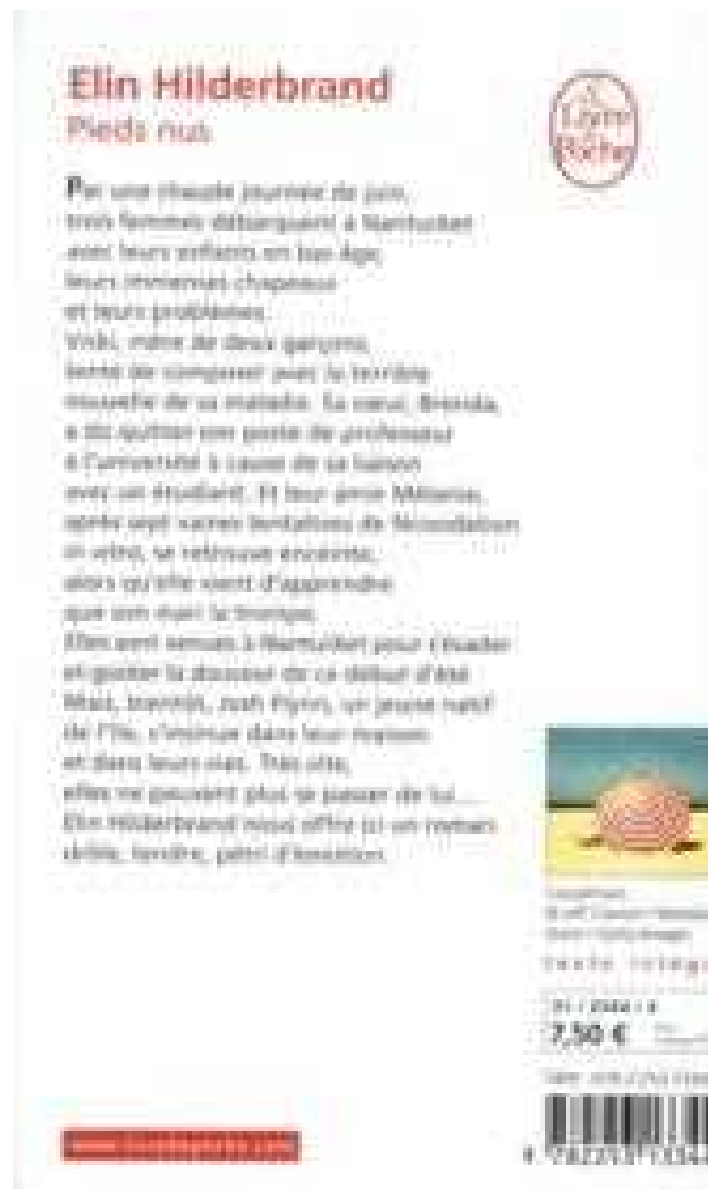 Elin Hilderbrand
Pieds nus
Le
Livre
de
Poche
Par une chaude journée de juin,
trois femmes débarquent à Nantucket
avec leurs enfants en bas âge,
leurs immenses chapeaux
et leurs problèmes.
Vicki, mère de deux garçons,
tente de composer avec la terrible
nouvelle de sa maladie. Sa sœur, Brenda,
a dû quitter son poste de professeur
à l'université à cause de sa liaison
avec un étudiant. Et leur amie Mélanie,
après sept vaines tentatives de fécondation
in vitro, se retrouve enceinte,
alors qu'elle vient d'apprendre
que son mari la trompe.
Elles sont venues à Nantucket pour s'évader
et goûter la douceur de ce début d'été.
Mais, bientôt, Josh Flynn, un jeune natif
de l'île, s'insinue dans leur maison
et dans leurs vies. Très vite,
elles ne peuvent plus se passer de lui...
Elin Hilderbrand nous offre ici un roman
drôle, tendre, pétri d'émotion.
texte intég
7,50 €